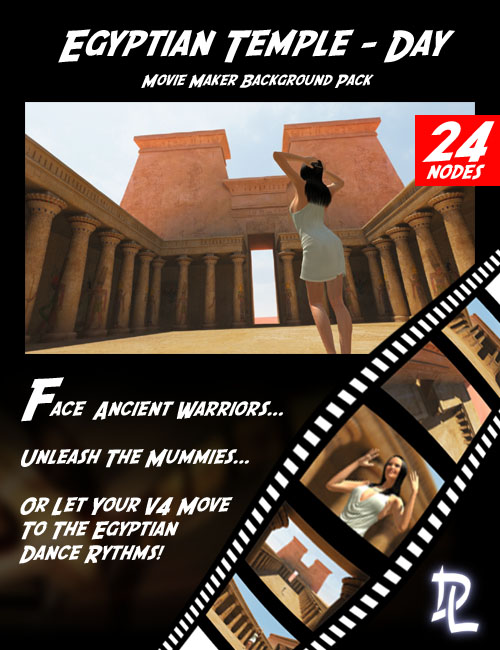 Egyptian Temple - Day
Movie Maker Background Pack
24
NODES
Face Ancient Warriors...
Unleash The Mummies...
Or Let Your V4 Move
To The Egyptian
Dance Rythms!
DL